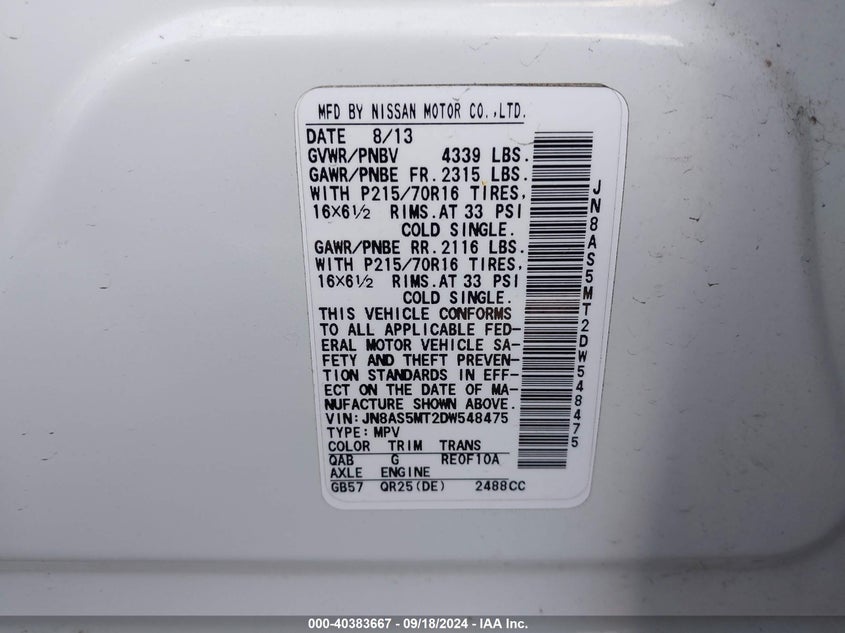 MFD BY NISSAN MOTOR CO.,LTD.
DATE 8/13
GVWR/PNBV 4339 LBS.
GAWR/PNBE FR. 2315 LBS.
WITH P215/70R16 TIRES,
16×6½ RIMS. AT 33 PSI
COLD SINGLE.
GAWR/PNBE RR. 2116 LBS.
WITH P215/70R16 TIRES,
16×6½ RIMS. AT 33 PSI
COLD SINGLE.
THIS VEHICLE CONFORMS
TO ALL APPLICABLE FED-
ERAL MOTOR VEHICLE SA-
FETY AND THEFT PREVEN-
TION STANDARDS IN EFF-
ECT ON THE DATE OF MA-
NUFACTURE SHOWN ABOVE.
VIN:JN8AS5MT2DW548475
TYPE: MPV
COLOR TRIM TRANS
QAB G RE0F10A
AXLE ENGINE
GB57 QR25(DE) 2488CC
JN8AS5MT2DW548475
000-40383667 - 09/18/2024 - IAA Inc.